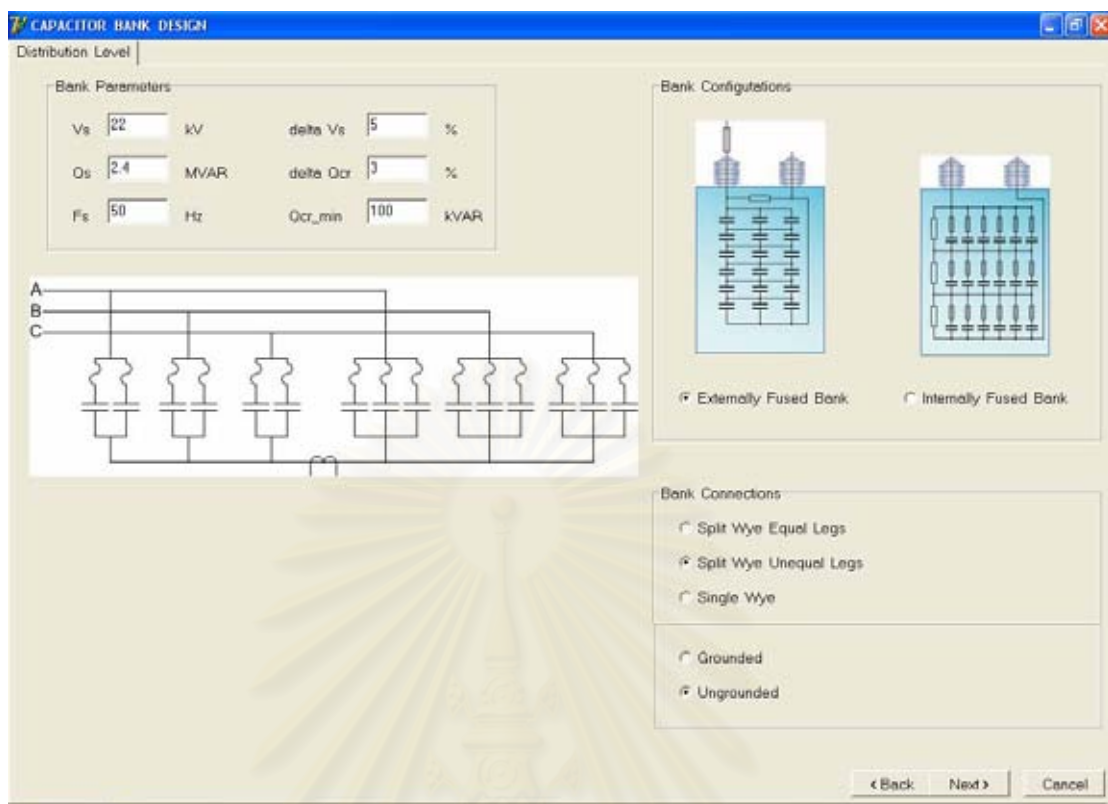 CAPACITOR BANK DESIGN
Distribution Level
Bank Parameters
Vs 22 kV delta Vs 5 %
Qs 2.4 MVAR delta Qcr 3 %
Fs 50 Hz Qcr_min 100 kVAR
A
B
C
Bank Configutations
Externally Fused Bank Internally Fused Bank
Bank Connections
Split Wye Equal Legs
Split Wye Unequal Legs
Single Wye
Grounded
Ungrounded
< Back Next > Cancel